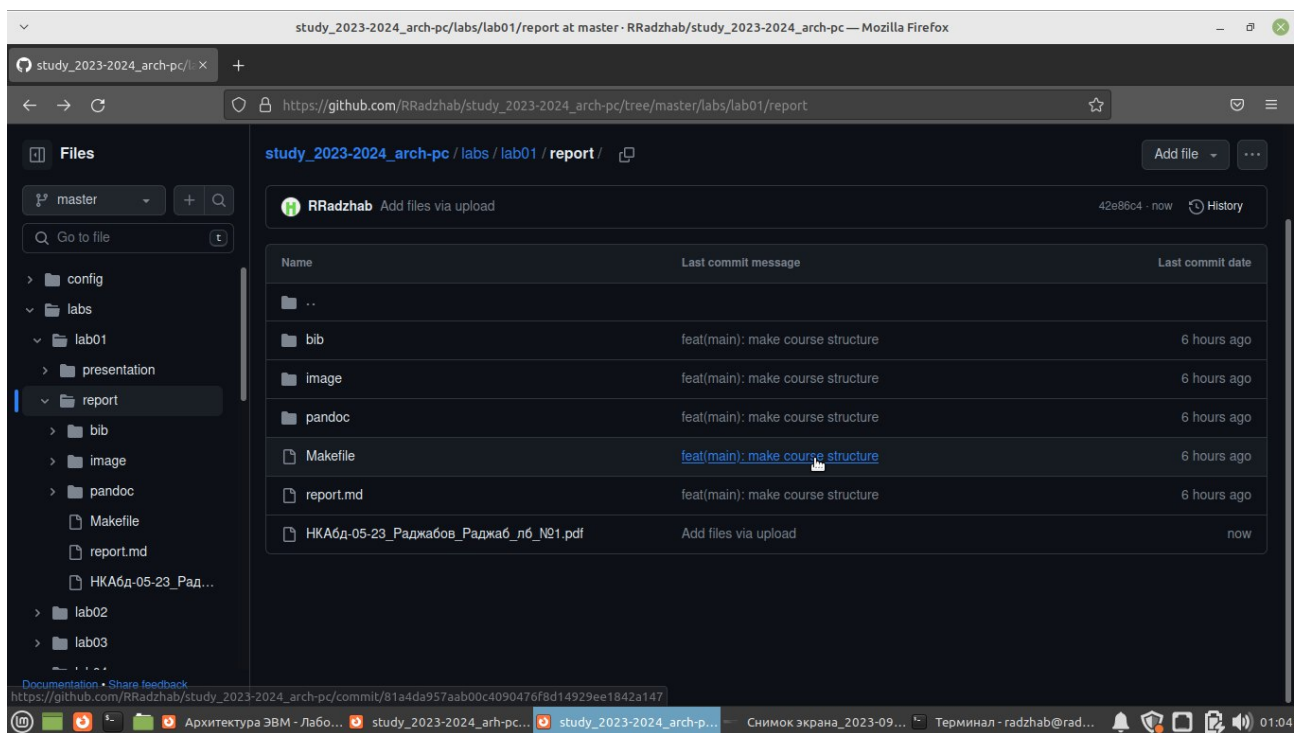 study_2023-2024_arch-pc/labs/lab01/report at master · RRadzhab/study_2023-2024_arch-pc — Mozilla Firefox
study_2023-2024_arch-pc/l
https://github.com/RRadzhab/study_2023-2024_arch-pc/tree/master/labs/lab01/report
Files
study_2023-2024_arch-pc / labs / lab01 / report /
Add file
master
RRadzhab Add files via upload
42e86c4 · now
History
Go to file
t
Name
Last commit message
Last commit date
config
labs
lab01
presentation
report
bib
image
pandoc
Makefile
report.md
НКАбд-05-23_Рад...
lab02
lab03
..
bib
feat(main): make course structure
6 hours ago
image
feat(main): make course structure
6 hours ago
pandoc
feat(main): make course structure
6 hours ago
Makefile
feat(main): make course structure
6 hours ago
report.md
feat(main): make course structure
6 hours ago
НКАбд-05-23_Раджабов_Раджаб_лб_№1.pdf
Add files via upload
now
Documentation • Share feedback
https://github.com/RRadzhab/study_2023-2024_arch-pc/commit/81a4da957aab00c4090476f8d14929ee1842a147
Архитектура ЭВМ - Лабо...
study_2023-2024_arh-pc...
study_2023-2024_arch-p...
Снимок экрана_2023-09...
Терминал - radzhab@rad...
01:04